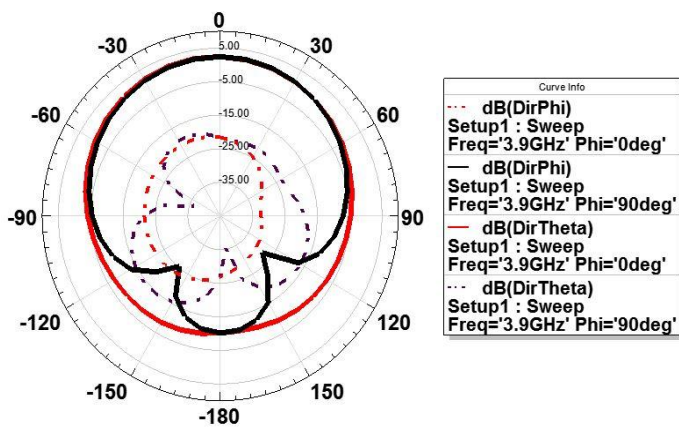 0
-30
30
5.00
-5.00
-60
60
-15.00
-25.00
-35.00
-90
90
-120
120
-150
150
-180
Curve Info
dB(DirPhi)
Setup1 : Sweep
Freq='3.9GHz' Phi='0deg'
dB(DirPhi)
Setup1 : Sweep
Freq='3.9GHz' Phi='90deg'
dB(DirTheta)
Setup1 : Sweep
Freq='3.9GHz' Phi='0deg'
dB(DirTheta)
Setup1 : Sweep
Freq='3.9GHz' Phi='90deg'